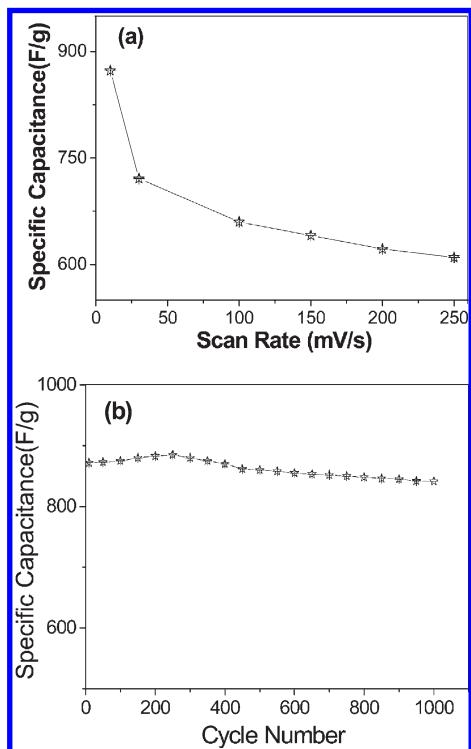 (a)
Specific Capacitance(F/g)
900
750
600
0 50 100 150 200 250
Scan Rate (mV/s)
(b)
Specific Capacitance(F/g)
1000
800
600
0 200 400 600 800 1000
Cycle Number